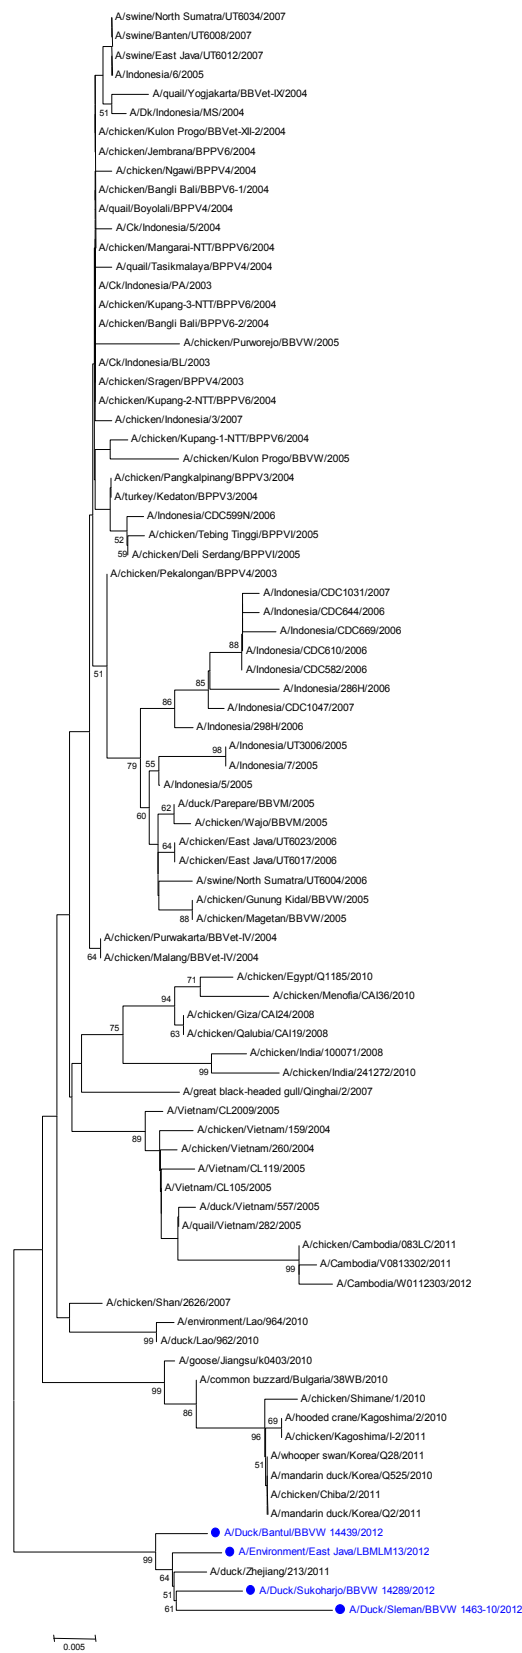 A/swine/North Sumatra/UT6034/2007
A/swine/Banten/UT6008/2007
A/swine/East Java/UT6012/2007
A/Indonesia/6/2005
A/quail/Yogjakarta/BBVet-IX/2004
51
A/Dk/Indonesia/MS/2004
A/chicken/Kulon Progo/BBVet-XII-2/2004
A/chicken/Jembrana/BPPV6/2004
A/chicken/Ngawi/BPPV4/2004
A/chicken/Bangli Bali/BBPV6-1/2004
A/quail/Boyolali/BPPV4/2004
A/Ck/Indonesia/5/2004
A/chicken/Mangarai-NTT/BPPV6/2004
A/quail/Tasikmalaya/BPPV4/2004
A/Ck/Indonesia/PA/2003
A/chicken/Kupang-3-NTT/BPPV6/2004
A/chicken/Bangli Bali/BPPV6-2/2004
A/chicken/Purworejo/BBVW/2005
A/Ck/Indonesia/BL/2003
A/chicken/Sragen/BPPV4/2003
A/chicken/Kupang-2-NTT/BPPV6/2004
A/chicken/Indonesia/3/2007
A/chicken/Kupang-1-NTT/BPPV6/2004
A/chicken/Kulon Progo/BBVW/2005
A/chicken/Pangkalpinang/BPPV3/2004
A/turkey/Kedaton/BPPV3/2004
A/Indonesia/CDC599N/2006
52
A/chicken/Tebing Tinggi/BPPVI/2005
59
A/chicken/Deli Serdang/BPPVI/2005
A/chicken/Pekalongan/BPPV4/2003
A/Indonesia/CDC1031/2007
A/Indonesia/CDC644/2006
A/Indonesia/CDC669/2006
88
A/Indonesia/CDC610/2006
A/Indonesia/CDC582/2006
51
85
A/Indonesia/286H/2006
86
A/Indonesia/CDC1047/2007
A/Indonesia/298H/2006
98
A/Indonesia/UT3006/2005
79
55
A/Indonesia/7/2005
A/Indonesia/5/2005
60
62
A/duck/Parepare/BBVM/2005
A/chicken/Wajo/BBVM/2005
64
A/chicken/East Java/UT6023/2006
A/chicken/East Java/UT6017/2006
A/swine/North Sumatra/UT6004/2006
A/chicken/Gunung Kidal/BBVW/2005
88
A/chicken/Magetan/BBVW/2005
A/chicken/Purwakarta/BBVet-IV/2004
64
A/chicken/Malang/BBVet-IV/2004
71
A/chicken/Egypt/Q1185/2010
94
A/chicken/Menofia/CAI36/2010
A/chicken/Giza/CAI24/2008
75
63
A/chicken/Qalubia/CAI19/2008
A/chicken/India/100071/2008
99
A/chicken/India/241272/2010
A/great black-headed gull/Qinghai/2/2007
A/Vietnam/CL2009/2005
89
A/chicken/Vietnam/159/2004
A/chicken/Vietnam/260/2004
A/Vietnam/CL119/2005
A/Vietnam/CL105/2005
A/duck/Vietnam/557/2005
A/quail/Vietnam/282/2005
A/chicken/Cambodia/083LC/2011
99
A/Cambodia/V0813302/2011
A/Cambodia/W0112303/2012
A/chicken/Shan/2626/2007
A/environment/Lao/964/2010
99
A/duck/Lao/962/2010
A/goose/Jiangsu/k0403/2010
99
A/common buzzard/Bulgaria/38WB/2010
86
A/chicken/Shimane/1/2010
69
A/hooded crane/Kagoshima/2/2010
96
A/chicken/Kagoshima/I-2/2011
A/whooper swan/Korea/Q28/2011
51
A/mandarin duck/Korea/Q525/2010
A/chicken/Chiba/2/2011
A/mandarin duck/Korea/Q2/2011
A/Duck/Bantul/BBVW 14439/2012
99
A/Environment/East Java/LBMLM13/2012
64
A/duck/Zhejiang/213/2011
51
A/Duck/Sukoharjo/BBVW 14289/2012
61
A/Duck/Sleman/BBVW 1463-10/2012
0.005